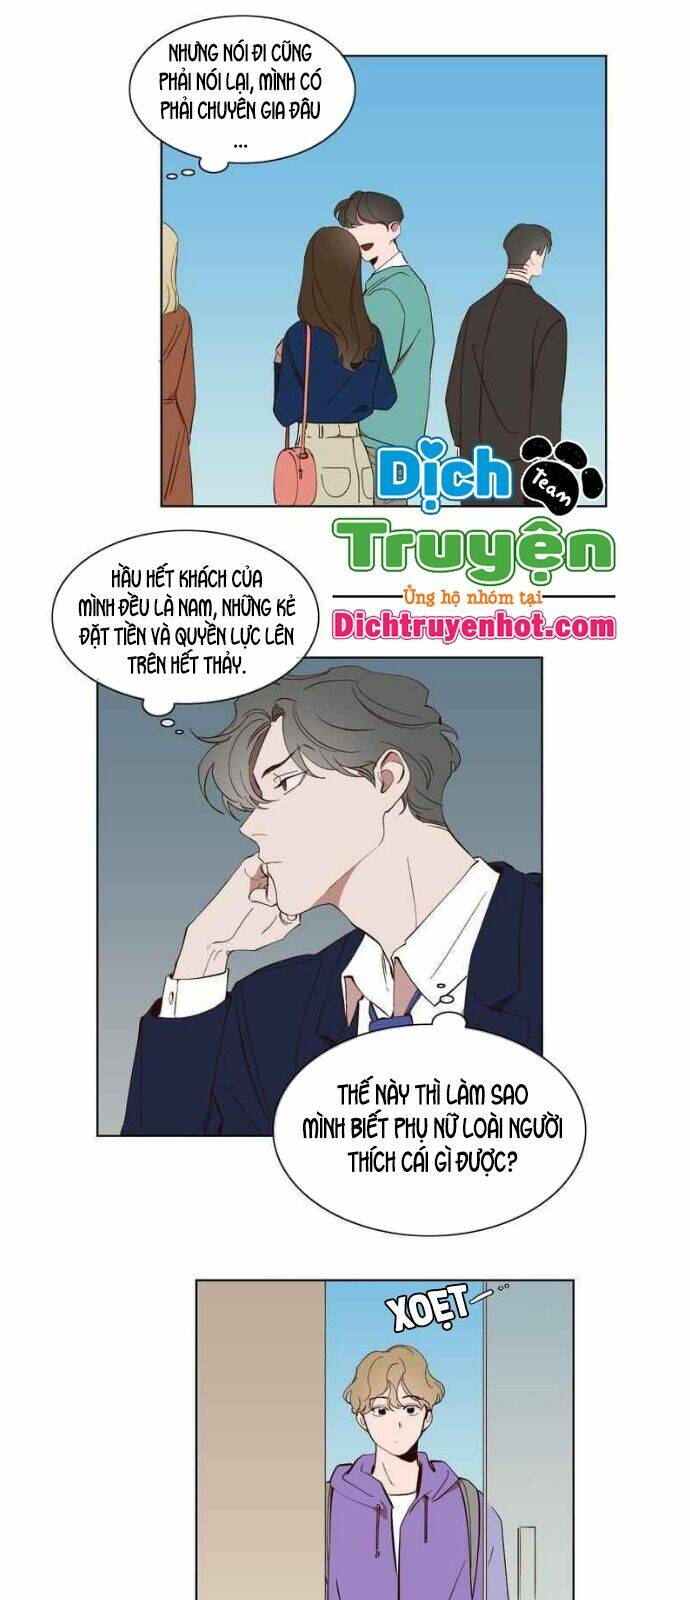 NHƯNG NÓI ĐI CŨNG
PHẢI NÓI LẠI, MÌNH CÓ
PHẢI CHUYÊN GIA ĐÂU
...
Dịch
team
Truyện
Ủng hộ nhóm tại
Dichtruyenhot.com
HẦU HẾT KHÁCH CỦA
MÌNH ĐỀU LÀ NAM, NHỮNG KẺ
ĐẶT TIỀN VÀ QUYỀN LỰC LÊN
TRÊN HẾT THẢY.
THẾ NÀY THÌ LÀM SAO
MÌNH BIẾT PHỤ NỮ LOÀI NGƯỜI
THÍCH CÁI GÌ ĐƯỢC?
XOẸT